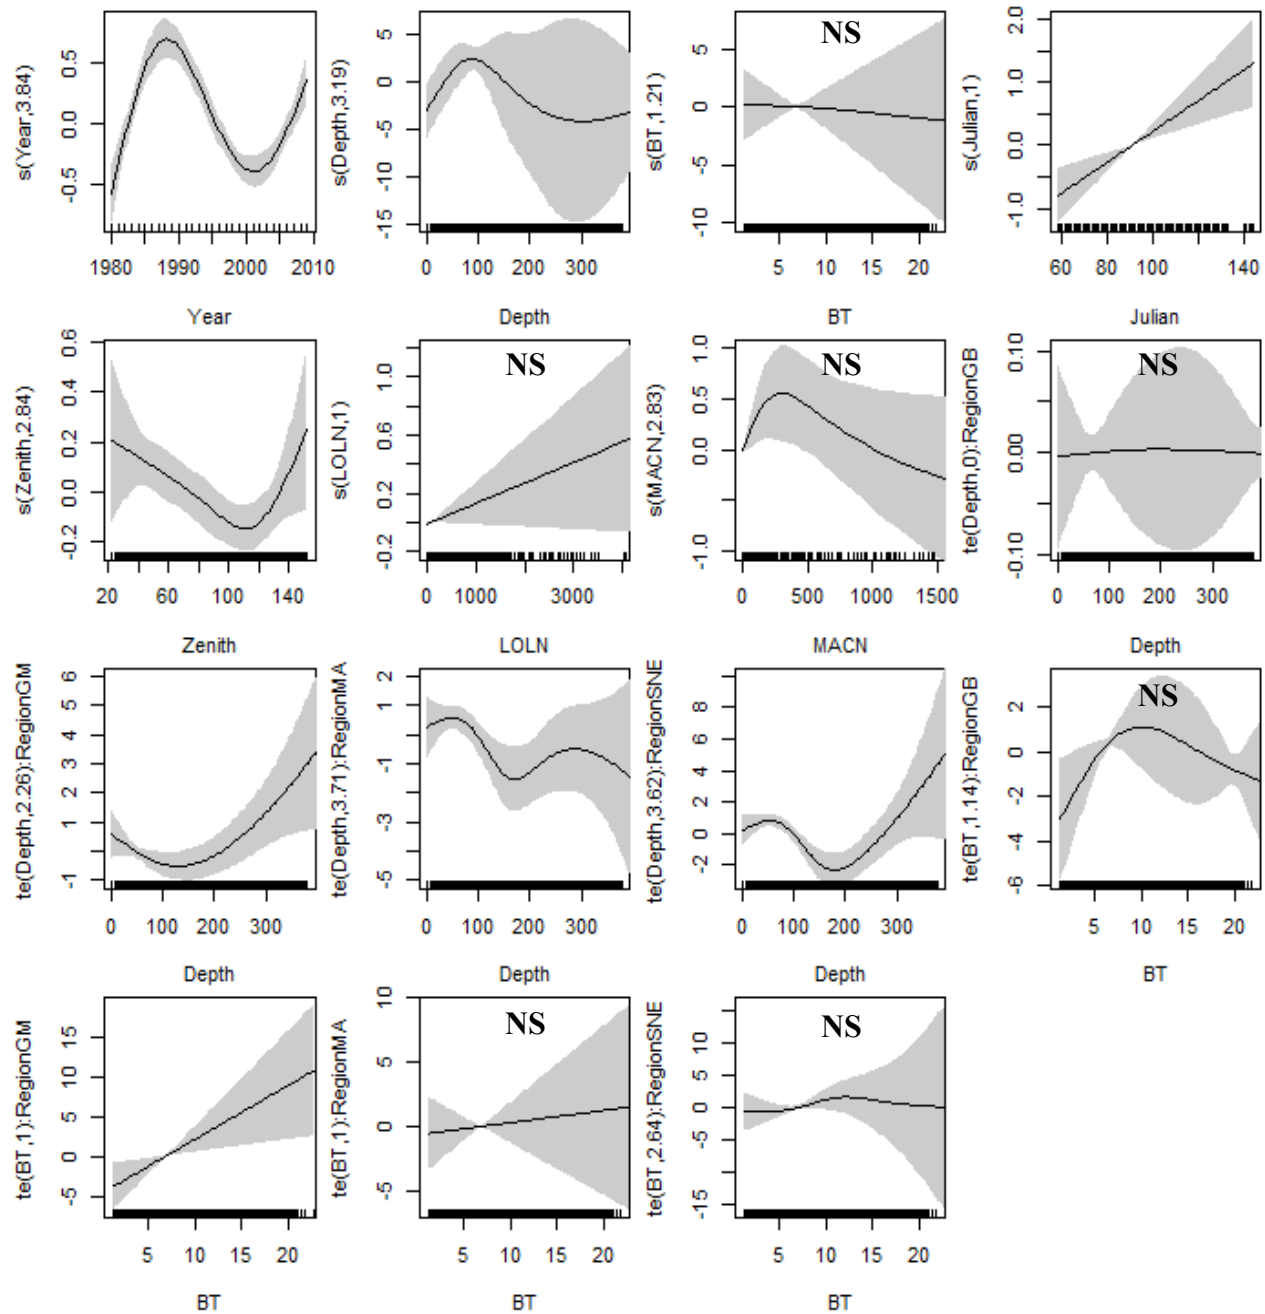 s(Year,3.84)
0.5
0.0
-0.5
1980 1990 2000 2010
Year
s(Depth,3.19)
5
0
-5
-10
-15
0 100 300
Depth
s(BT,1.21)
NS
5
0
-5
-10
5 10 15 20
BT
s(Julian,1)
2.0
1.0
0.0
-1.0
60 80 100 140
Julian
s(Zenith,2.84)
0.6
0.4
0.2
0.0
-0.2
20 60 100 140
Zenith
s(LOLN,1)
NS
1.0
0.6
0.2
-0.2
0 1000 3000
LOLN
s(MACN,2.83)
NS
1.0
0.5
0.0
-1.0
0 500 1000 1500
MACN
te(Depth,0):RegionGB
NS
0.10
0.00
-0.10
0 100 200 300
Depth
te(Depth,2.26):RegionGM
6
5
4
3
2
1
-1
0 100 200 300
Depth
te(Depth,3.71):RegionMA
2
1
-1
-3
-5
0 100 300
Depth
te(Depth,3.62):RegionSNE
8
6
4
2
0
-2
0 100 200 300
Depth
te(BT,1.14):RegionGB
NS
2
0
-2
-4
-6
5 10 15 20
BT
te(BT,1):RegionGM
15
10
5
0
-5
5 10 15 20
BT
te(BT,1):RegionMA
NS
10
5
0
-5
5 10 15 20
BT
te(BT,2.64):RegionSNE
NS
10
5
0
-5
-15
5 10 15 20
BT